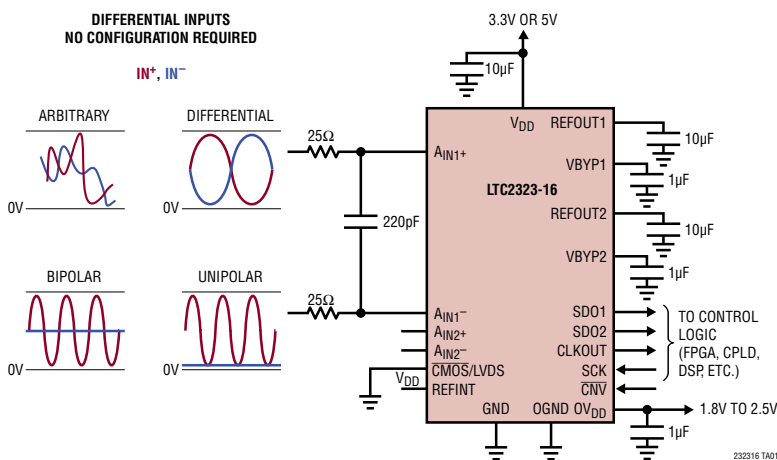 DIFFERENTIAL INPUTS
NO CONFIGURATION REQUIRED
IN+, IN–
ARBITRARY
0V
DIFFERENTIAL
0V
BIPOLAR
0V
UNIPOLAR
0V
25Ω
220pF
25Ω
3.3V OR 5V
10µF
VDD
AIN1+
LTC2323-16
AIN1–
AIN2+
AIN2–
CMOS/LVDS
VDD
REFINT
GND
OGND
OVDD
REFOUT1
10µF
VBYP1
1µF
REFOUT2
10µF
VBYP2
1µF
SDO1
SDO2
CLKOUT
SCK
CNV
TO CONTROL
LOGIC
(FPGA, CPLD,
DSP, ETC.)
1.8V TO 2.5V
1µF
232316 TA01